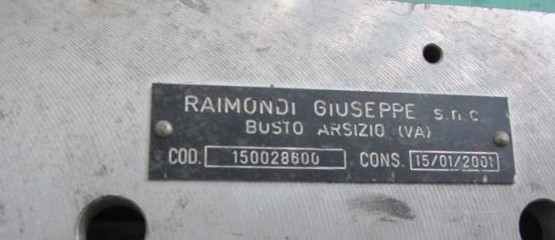 RAIMONDI GIUSEPPE s.n.c.
BUSTO ARSIZIO (VA)
COD. 150028600 CONS. 15/01/2001